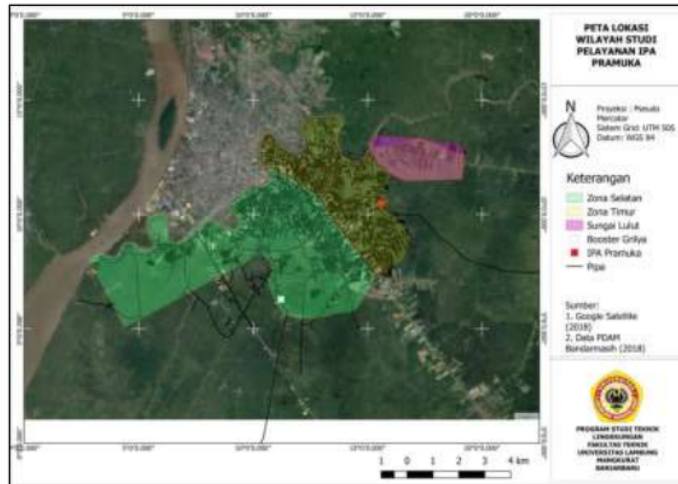 PETA LOKASI
WILAYAH STUDI
PELAYANAN IPA
PRAMUKA
N
Proyeksi : Pseudo
Mercator
Sistem Grid: UTM 50S
Datum: WGS 84
Keterangan
Zona Selatan
Zona Timur
Sungai Lulut
Booster Griya
IPA Pramuka
Pipa
Sumber:
1. Google Satellite
(2018)
2. Data PDAM
Bandarmasih (2018)
PROGRAM STUDI TEKNIK
LINGKUNGAN
FAKULTAS TEKNIK
UNIVERSITAS LAMBUNG
MANGKURAT
BANJARBARU
1 0 1 2 3 4 km